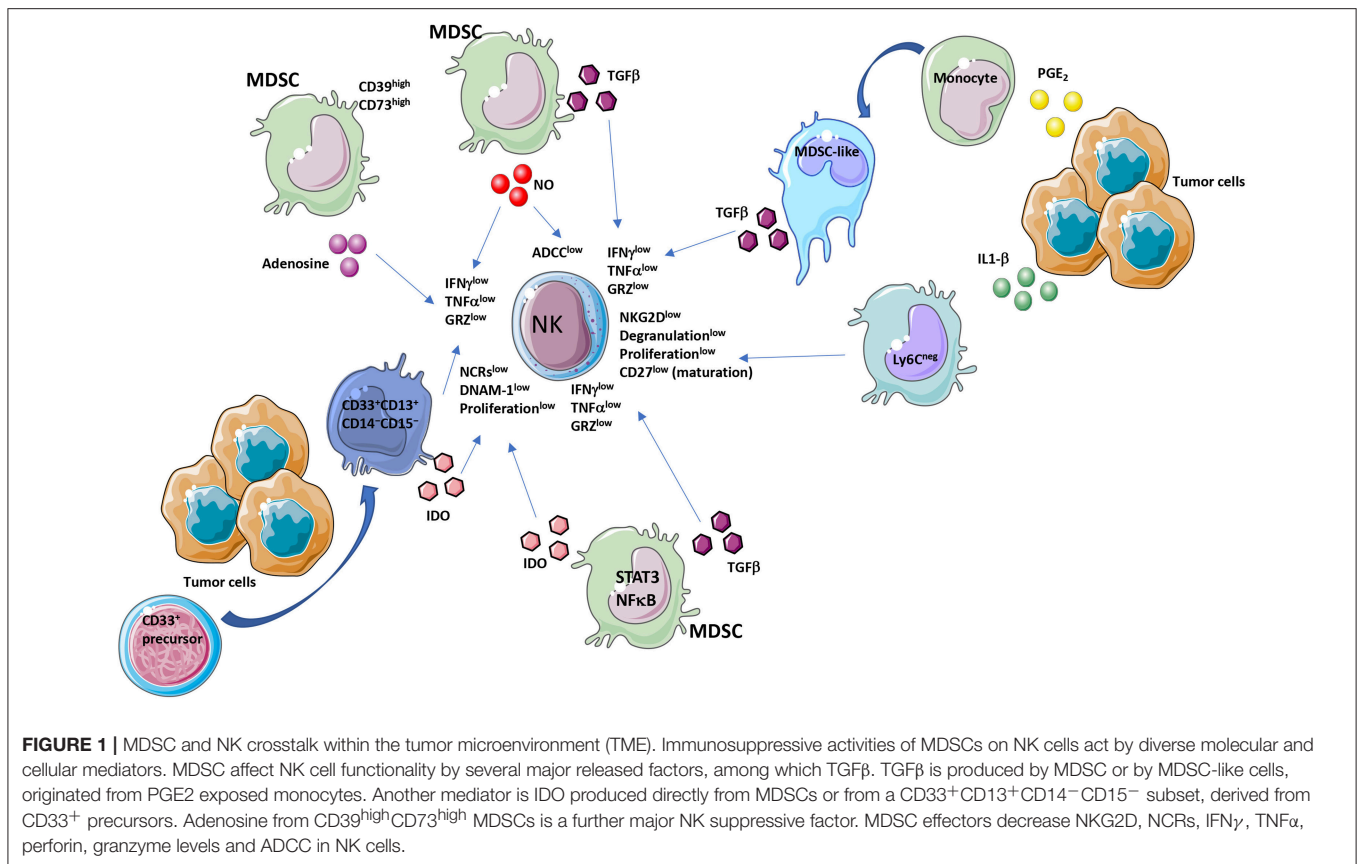 MDSC
CD39high
CD73high
MDSC
TGFβ
Monocyte
PGE2
MDSC-like
Tumor cells
NO
TGFβ
Adenosine
ADCClow
IFNγlow
TNFαlow
GRZlow
IFNγlow
TNFαlow
GRZlow
IL1-β
NK
NKG2Dlow
Degranulationlow
Proliferationlow
CD27low (maturation)
Ly6Cneg
NCRslow
DNAM-1low
Proliferationlow
IFNγlow
TNFαlow
GRZlow
CD33+CD13+
CD14−CD15−
IDO
Tumor cells
IDO
TGFβ
STAT3
NFκB
MDSC
CD33+
precursor
FIGURE 1 | MDSC and NK crosstalk within the tumor microenvironment (TME). Immunosuppressive activities of MDSCs on NK cells act by diverse molecular and
cellular mediators. MDSC affect NK cell functionality by several major released factors, among which TGFβ. TGFβ is produced by MDSC or by MDSC-like cells,
originated from PGE2 exposed monocytes. Another mediator is IDO produced directly from MDSCs or from a CD33+CD13+CD14−CD15− subset, derived from
CD33+ precursors. Adenosine from CD39highCD73high MDSCs is a further major NK suppressive factor. MDSC effectors decrease NKG2D, NCRs, IFNγ, TNFα,
perforin, granzyme levels and ADCC in NK cells.